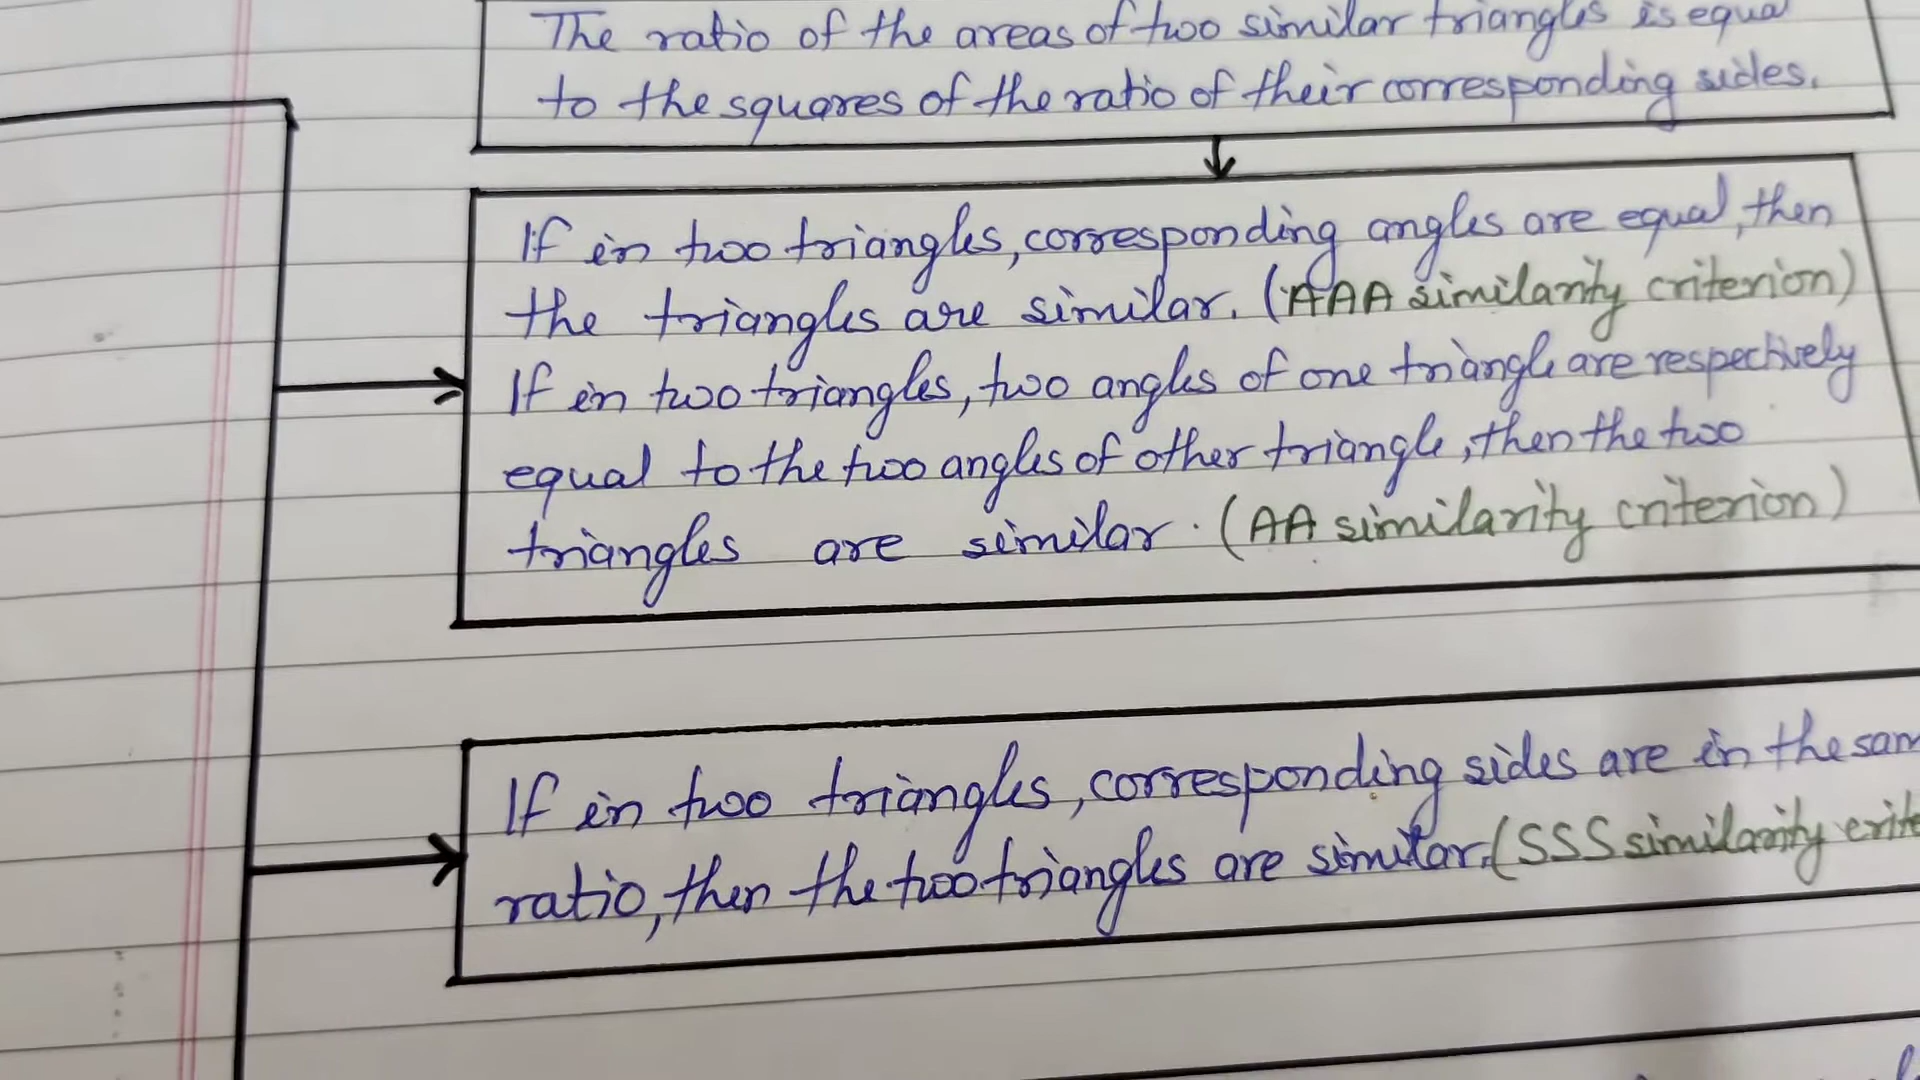 The ratio of the areas of two similar triangles is equal
to the squares of the ratio of their corresponding sides.
If in two triangles, corresponding angles are equal, then
the triangles are similar. (AAA similarity criterion)
If in two triangles, two angles of one triangle are respectively
equal to the two angles of other triangle, then the two
triangles are similar. (AA similarity criterion)
If in two triangles, corresponding sides are in the sam
ratio, then the two triangles are similar. (SSS similarity crite